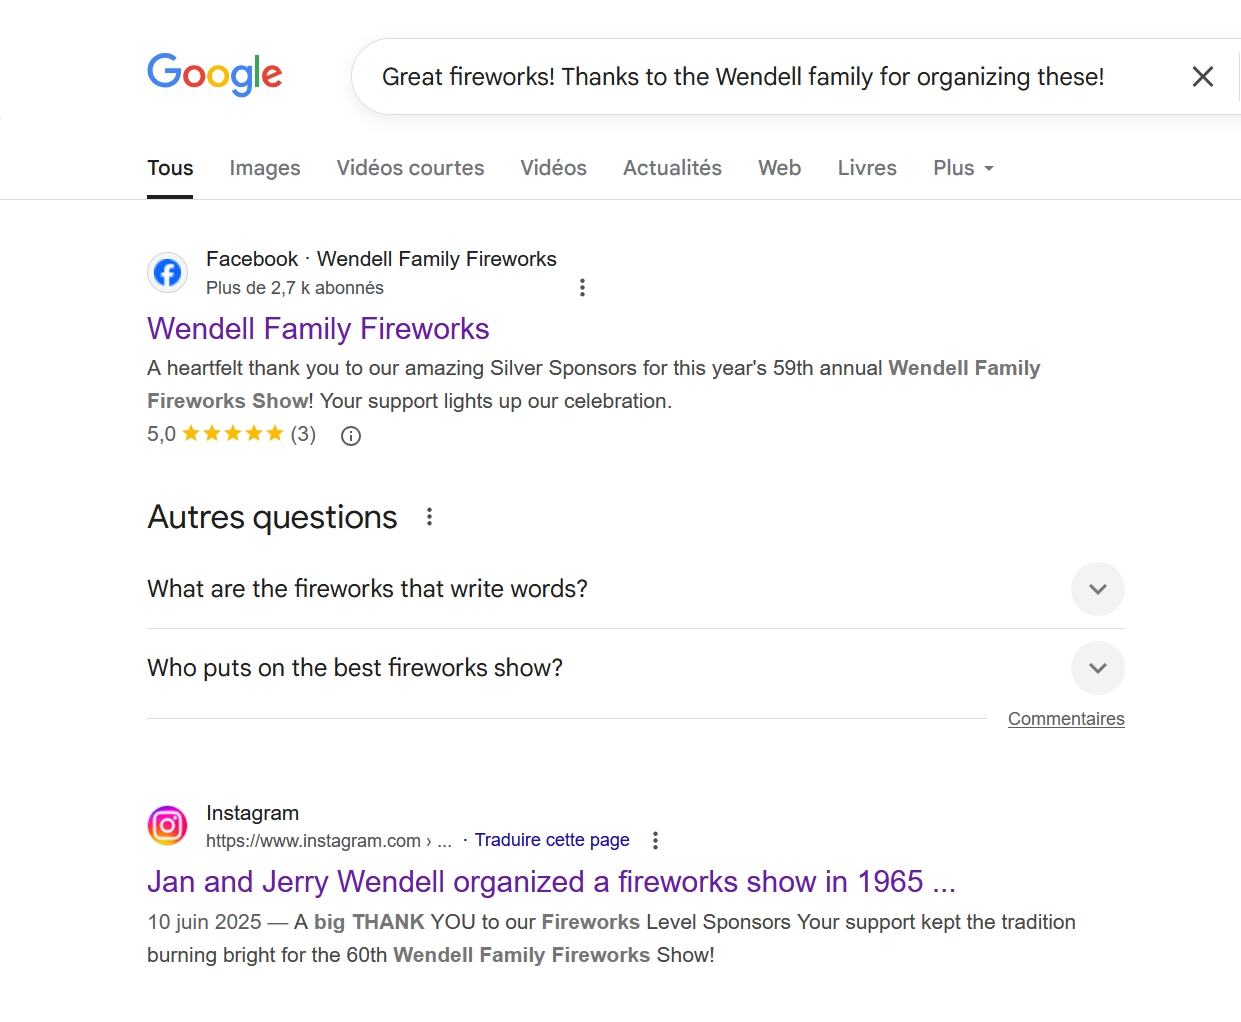 Google
Great fireworks! Thanks to the Wendell family for organizing these!
Tous Images Vidéos courtes Vidéos Actualités Web Livres Plus
Facebook · Wendell Family Fireworks
Plus de 2,7 k abonnés
Wendell Family Fireworks
A heartfelt thank you to our amazing Silver Sponsors for this year's 59th annual Wendell Family
Fireworks Show! Your support lights up our celebration.
5,0 ★★★★★ (3)
Autres questions
What are the fireworks that write words?
Who puts on the best fireworks show?
Commentaires
Instagram
https://www.instagram.com › ... · Traduire cette page
Jan and Jerry Wendell organized a fireworks show in 1965 ...
10 juin 2025 — A big THANK YOU to our Fireworks Level Sponsors Your support kept the tradition
burning bright for the 60th Wendell Family Fireworks Show!